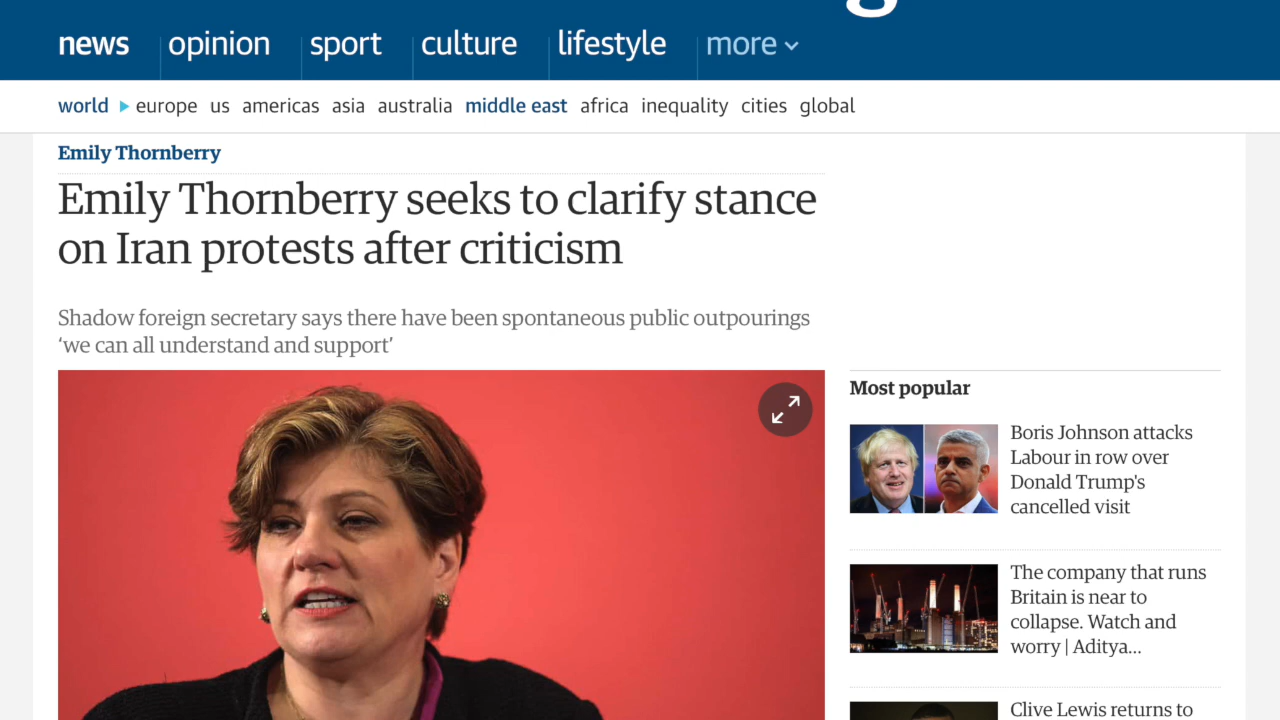 news
opinion
sport
culture
lifestyle
more
world
europe
us
americas
asia
australia
middle east
africa
inequality
cities
global
Emily Thornberry
Emily Thornberry seeks to clarify stance
on Iran protests after criticism
Shadow foreign secretary says there have been spontaneous public outpourings
‘we can all understand and support’
Most popular
Boris Johnson attacks
Labour in row over
Donald Trump's
cancelled visit
The company that runs
Britain is near to
collapse. Watch and
worry | Aditya...
Clive Lewis returns to